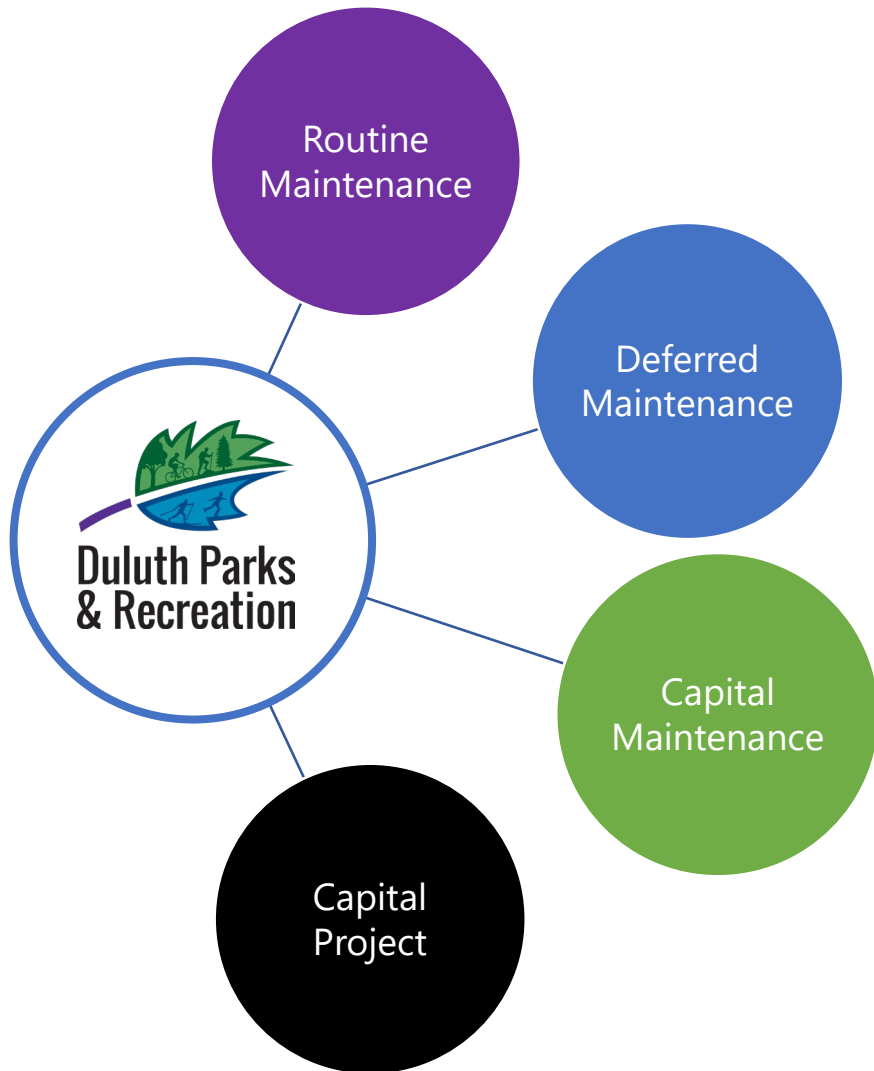 Routine
Maintenance
Deferred
Maintenance
Duluth Parks
& Recreation
Capital
Maintenance
Capital
Project